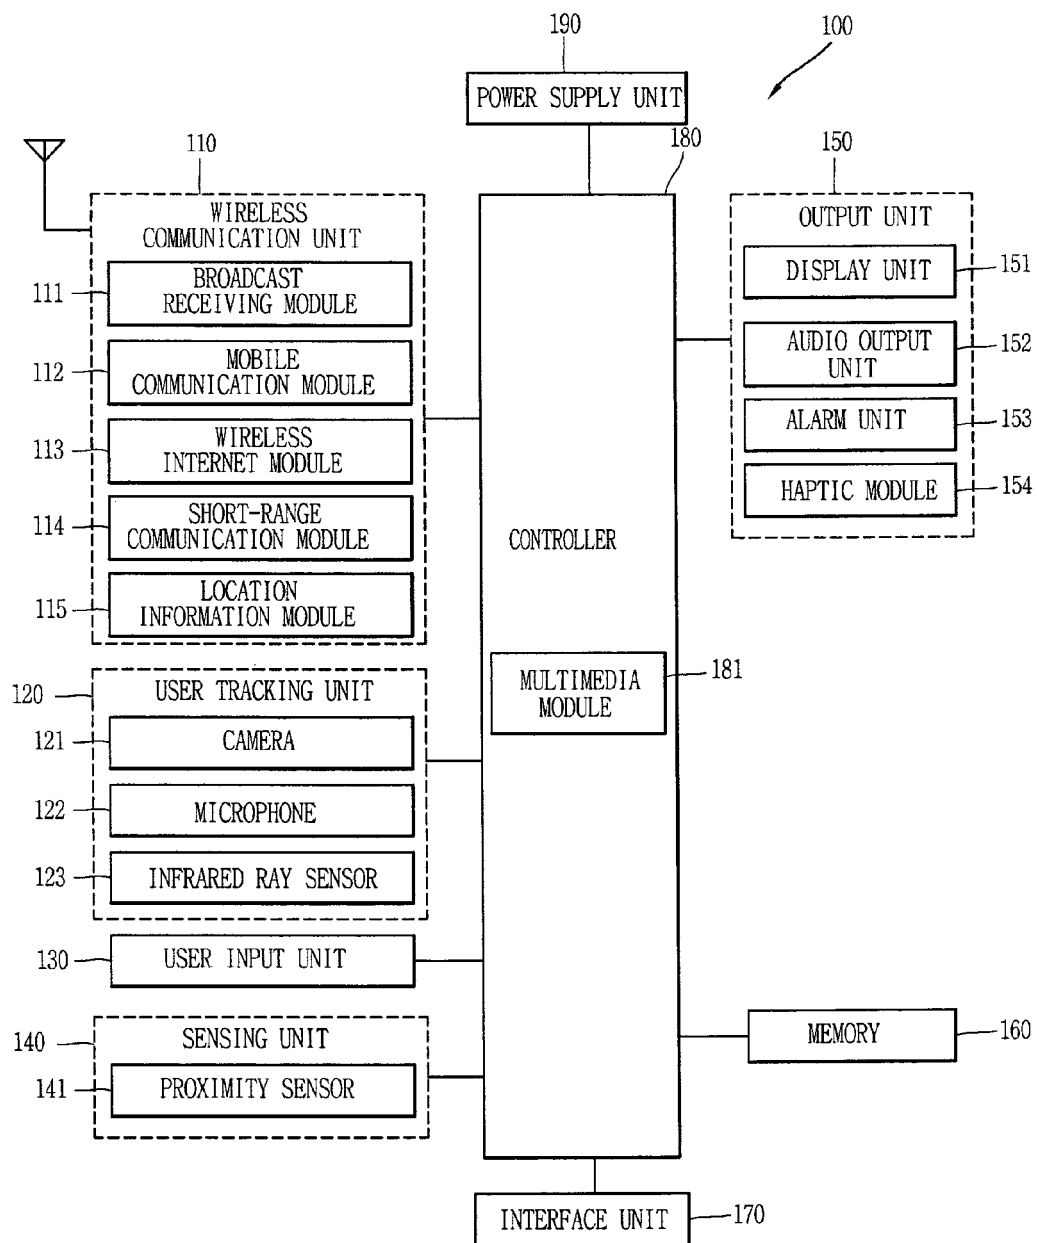 190
100
POWER SUPPLY UNIT
110
180
150
WIRELESS
COMMUNICATION UNIT
OUTPUT UNIT
111
BROADCAST
RECEIVING MODULE
DISPLAY UNIT
151
112
MOBILE
COMMUNICATION MODULE
AUDIO OUTPUT
UNIT
152
113
WIRELESS
INTERNET MODULE
ALARM UNIT
153
114
SHORT-RANGE
COMMUNICATION MODULE
HAPTIC MODULE
154
CONTROLLER
115
LOCATION
INFORMATION MODULE
120
USER TRACKING UNIT
MULTIMEDIA
MODULE
181
121
CAMERA
122
MICROPHONE
123
INFRARED RAY SENSOR
130
USER INPUT UNIT
140
SENSING UNIT
MEMORY
160
141
PROXIMITY SENSOR
INTERFACE UNIT
170